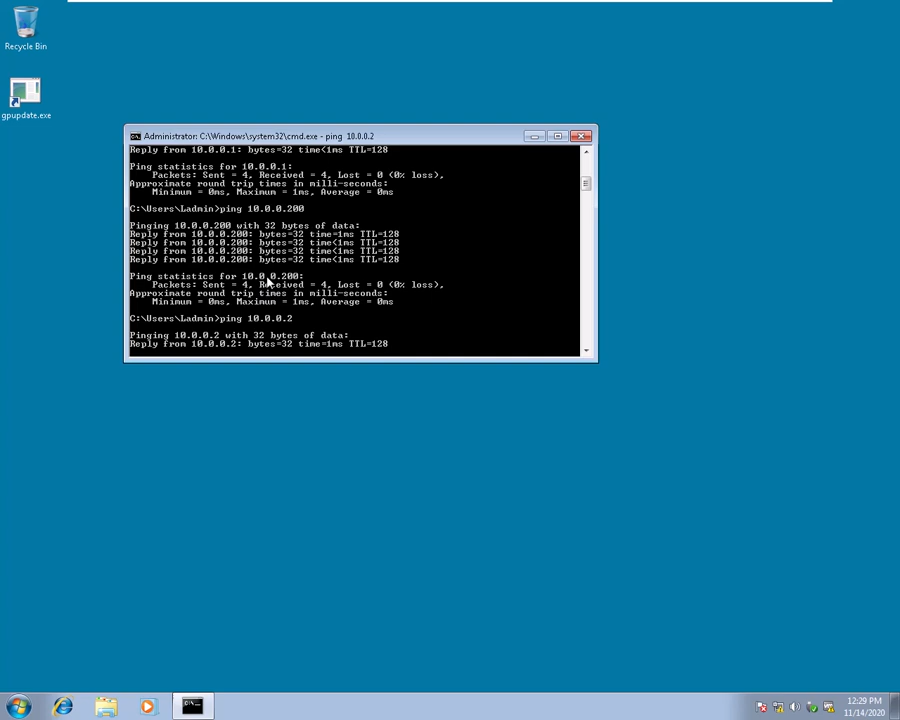 Recycle Bin
gpupdate.exe
Administrator: C:\Windows\system32\cmd.exe - ping 10.0.0.2
Reply from 10.0.0.1: bytes=32 time<1ms TTL=128
Ping statistics for 10.0.0.1:
Packets: Sent = 4, Received = 4, Lost = 0 (0% loss),
Approximate round trip times in milli-seconds:
Minimum = 0ms, Maximum = 1ms, Average = 0ms
C:\Users\Ladmin>ping 10.0.0.200
Pinging 10.0.0.200 with 32 bytes of data:
Reply from 10.0.0.200: bytes=32 time=1ms TTL=128
Reply from 10.0.0.200: bytes=32 time<1ms TTL=128
Reply from 10.0.0.200: bytes=32 time<1ms TTL=128
Reply from 10.0.0.200: bytes=32 time<1ms TTL=128
Ping statistics for 10.0.0.200:
Packets: Sent = 4, Received = 4, Lost = 0 (0% loss),
Approximate round trip times in milli-seconds:
Minimum = 0ms, Maximum = 1ms, Average = 0ms
C:\Users\Ladmin>ping 10.0.0.2
Pinging 10.0.0.2 with 32 bytes of data:
Reply from 10.0.0.2: bytes=32 time=1ms TTL=128
C:\.
12:29 PM
11/14/2020